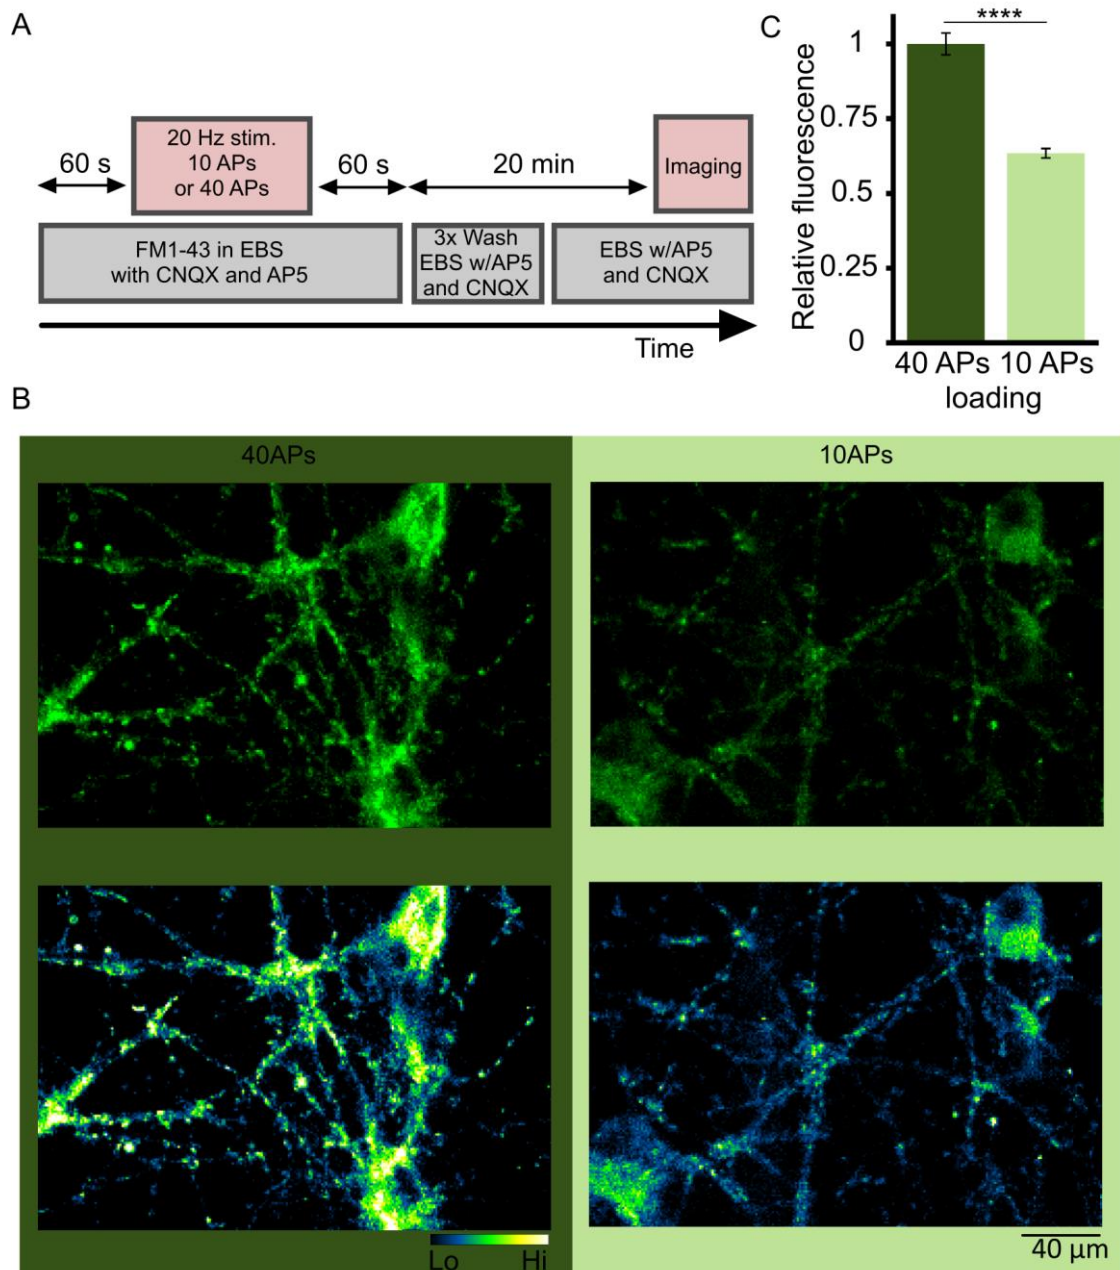 A
60 s
20 Hz stim.
10 APs
or 40 APs
60 s
20 min
Imaging
FM1-43 in EBS
with CNQX and AP5
3x Wash
EBS w/AP5
and CNQX
EBS w/AP5
and CNQX
Time
C
****
Relative fluorescence
1
0.75
0.5
0.25
0
40 APs 10 APs
loading
B
40APs
10APs
Lo Hi
40 µm